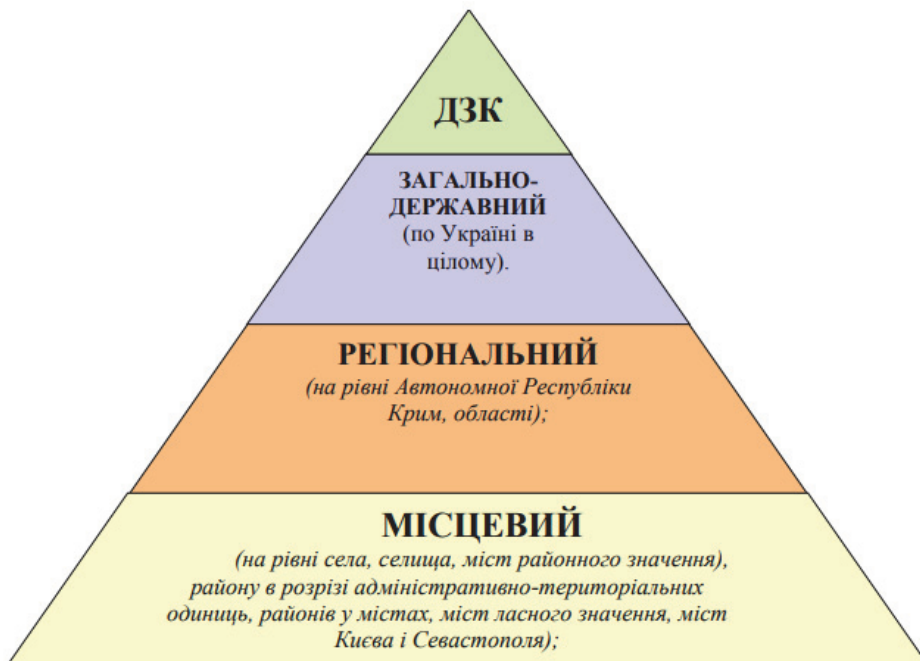 ДЗК
ЗАГАЛЬНО-
ДЕРЖАВНИЙ
(по Україні в
цілому).
РЕГІОНАЛЬНИЙ
(на рівні Автономної Республіки
Крим, області);
МІСЦЕВИЙ
(на рівні села, селища, міст районного значення),
району в розрізі адміністративно-територіальних
одиниць, районів у містах, міст ласного значення, міст
Києва і Севастополя);